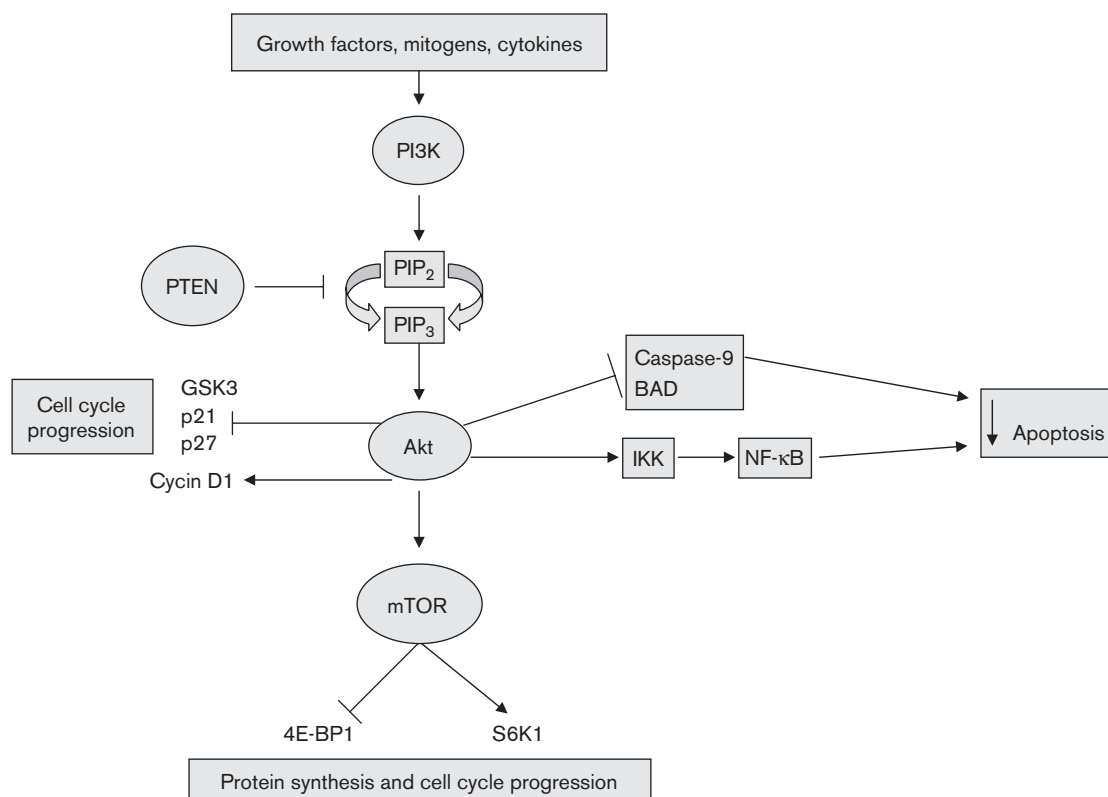 Growth factors, mitogens, cytokines
PI3K
PTEN
PIP2
PIP3
Caspase-9
BAD
Cell cycle
progression
GSK3
p21
p27
Cycin D1
Akt
IKK
NF-κB
Apoptosis
mTOR
4E-BP1
S6K1
Protein synthesis and cell cycle progression